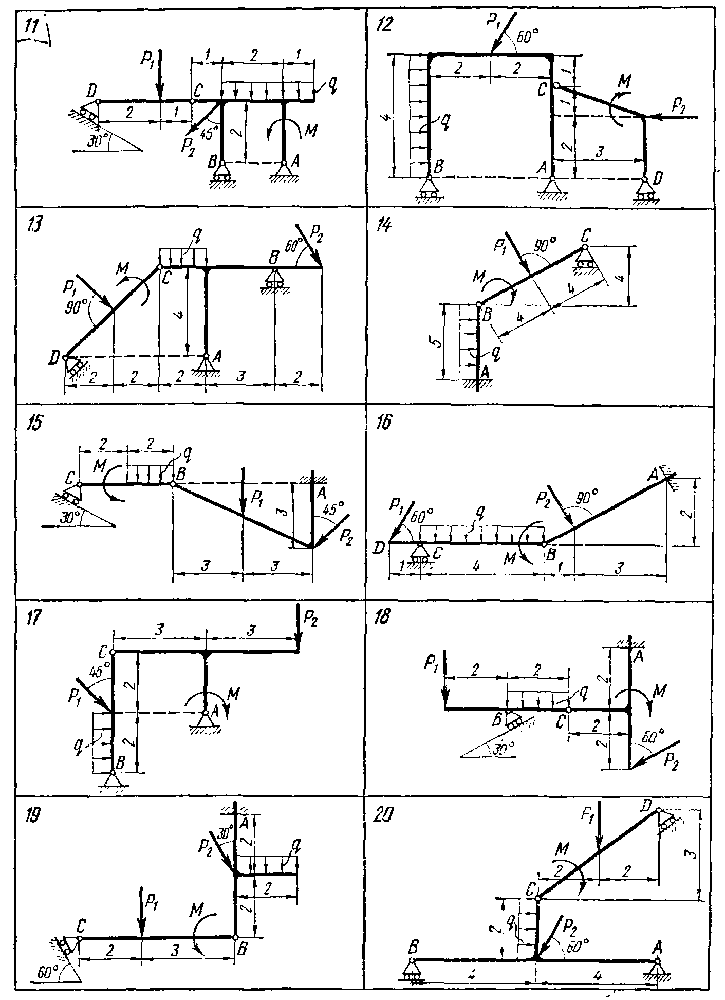 11
P₁
1 2 1
D C q
2 1
30° P₂ 45° 2 M
B A
12
P₁
60°
2 2 1
C 1 M
P₂
4 q
2 3
B A D
13
q P₂
60°
M B
C
P₁
90° 4
D A
2 2 2 3 2
14
P₁ 90° C
M 4 4
B 4
5 q
A
15
2 2
M q
C B
A
30° P₁ 3 45°
P₂
3 3
16
A
P₁ P₂ 90°
60° q 2
D C M B
1 4 1 3
17
P₂
3 3
C
45° 2
P₁ M
A
q 2
B
18
A
P₁ 2 2 2
q M
Б C
2 2
30° 60°
P₂
19
A
30° 2
P₂ q
2
P₁ M 2
C
2 3 B
60°
20
D
P₁
M 3
2 2
C
2 q P₂
60°
B A
4 4